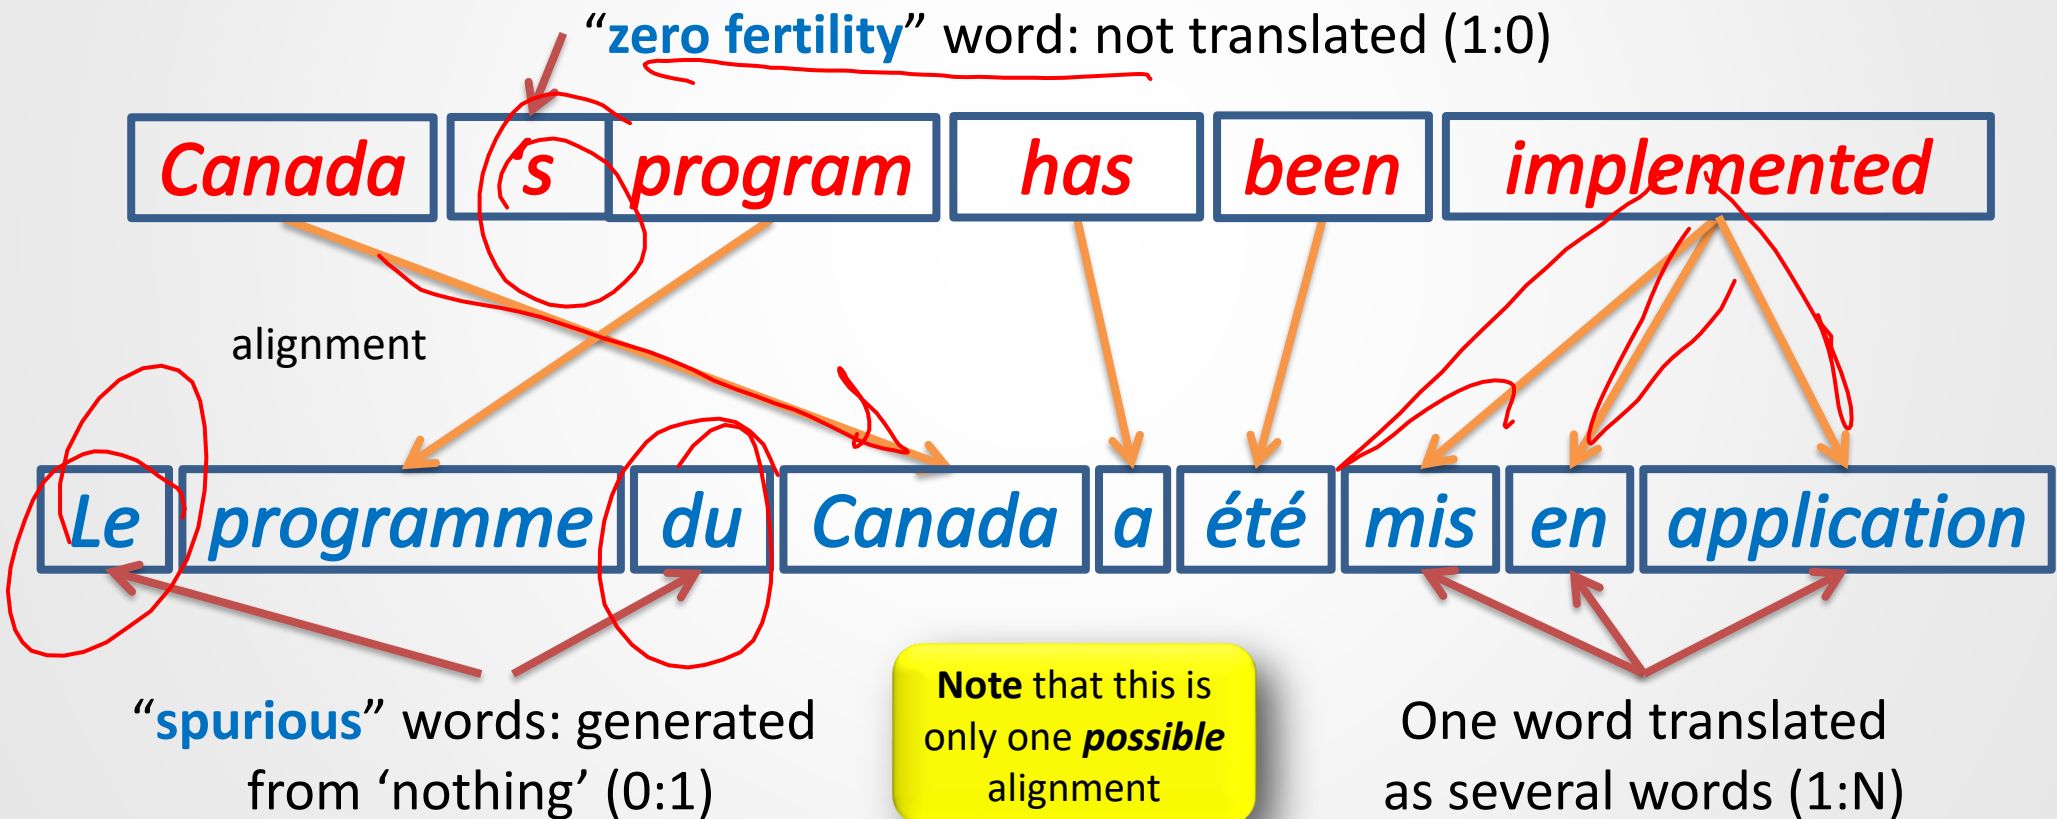 “zero fertility” word: not translated (1:0)
Canada 's program has been implemented
alignment
Le programme du Canada a été mis en application
“spurious” words: generated
from ‘nothing’ (0:1)
Note that this is
only one possible
alignment
One word translated
as several words (1:N)